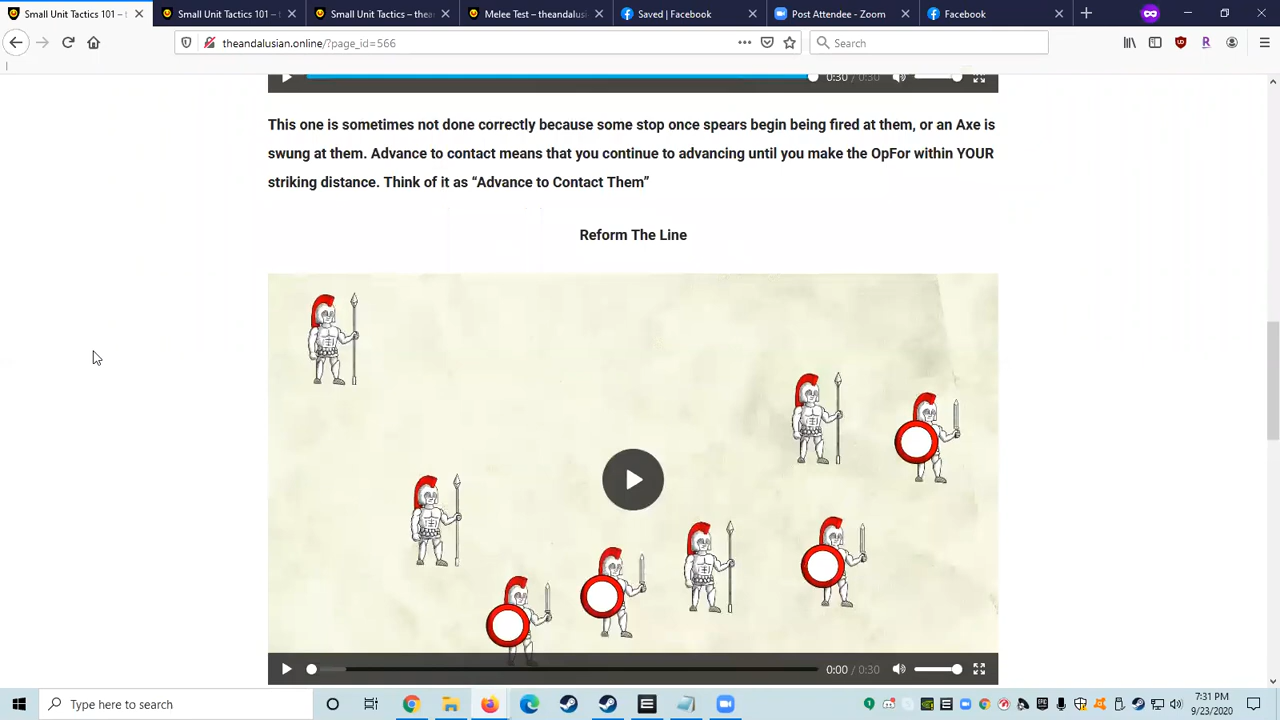 Small Unit Tactics 101 – t
Small Unit Tactics 101 – t
Small Unit Tactics – thean
Melee Test – theandalusi
Saved | Facebook
Post Attendee - Zoom
Facebook
theandalusian.online/?page_id=566
Search
0:30 / 0:30
This one is sometimes not done correctly because some stop once spears begin being fired at them, or an Axe is
swung at them. Advance to contact means that you continue to advancing until you make the OpFor within YOUR
striking distance. Think of it as “Advance to Contact Them”
Reform The Line
0:00 / 0:30
Type here to search
7:31 PM
9/23/2020